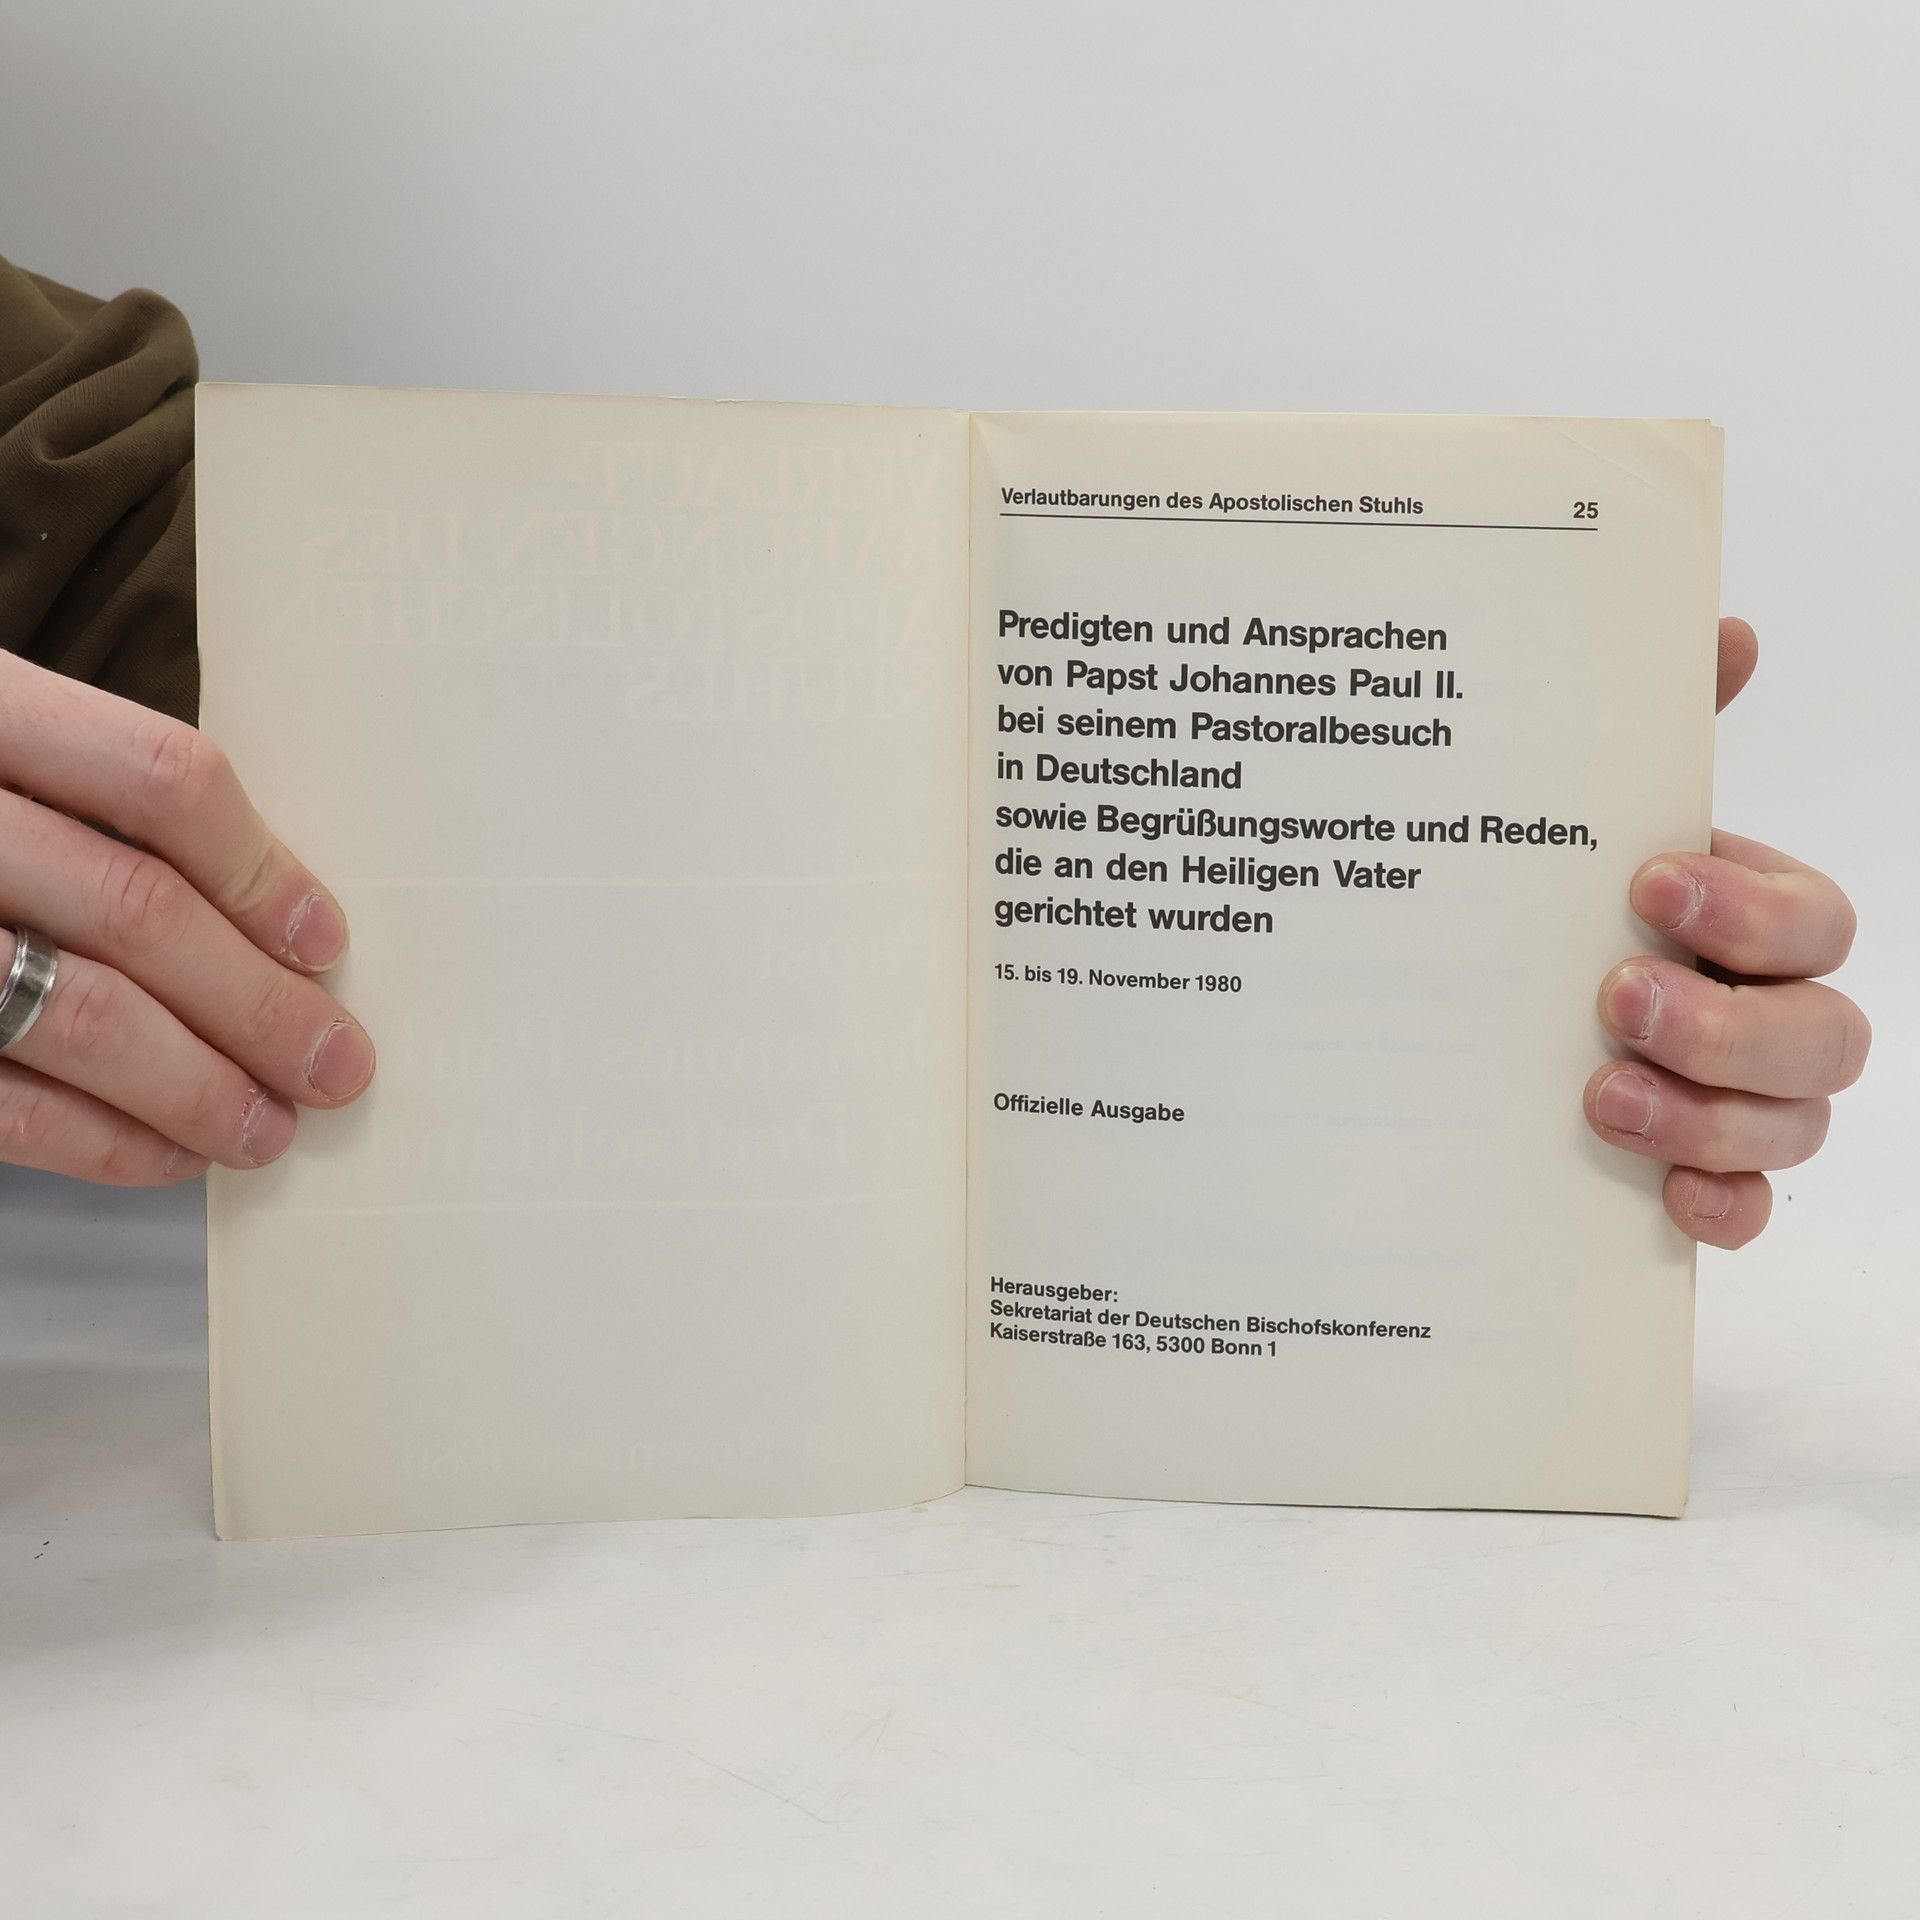 Verlautbarungen des Apostolischen Stuhls 25
Predigten und Ansprachen
von Papst Johannes Paul II.
bei seinem Pastoralbesuch
in Deutschland
sowie Begrüßungsworte und Reden,
die an den Heiligen Vater
gerichtet wurden
15. bis 19. November 1980
Offizielle Ausgabe
Herausgeber:
Sekretariat der Deutschen Bischofskonferenz
Kaiserstraße 163, 5300 Bonn 1